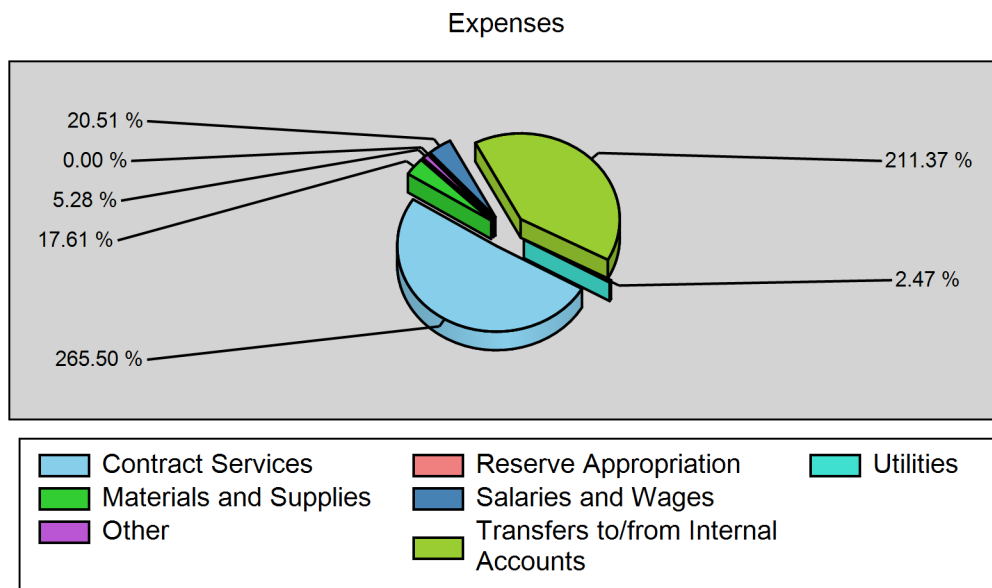 Expenses
20.51 %
0.00 %
5.28 %
17.61 %
265.50 %
211.37 %
2.47 %
Contract Services
Materials and Supplies
Other
Reserve Appropriation
Salaries and Wages
Transfers to/from Internal
Accounts
Utilities